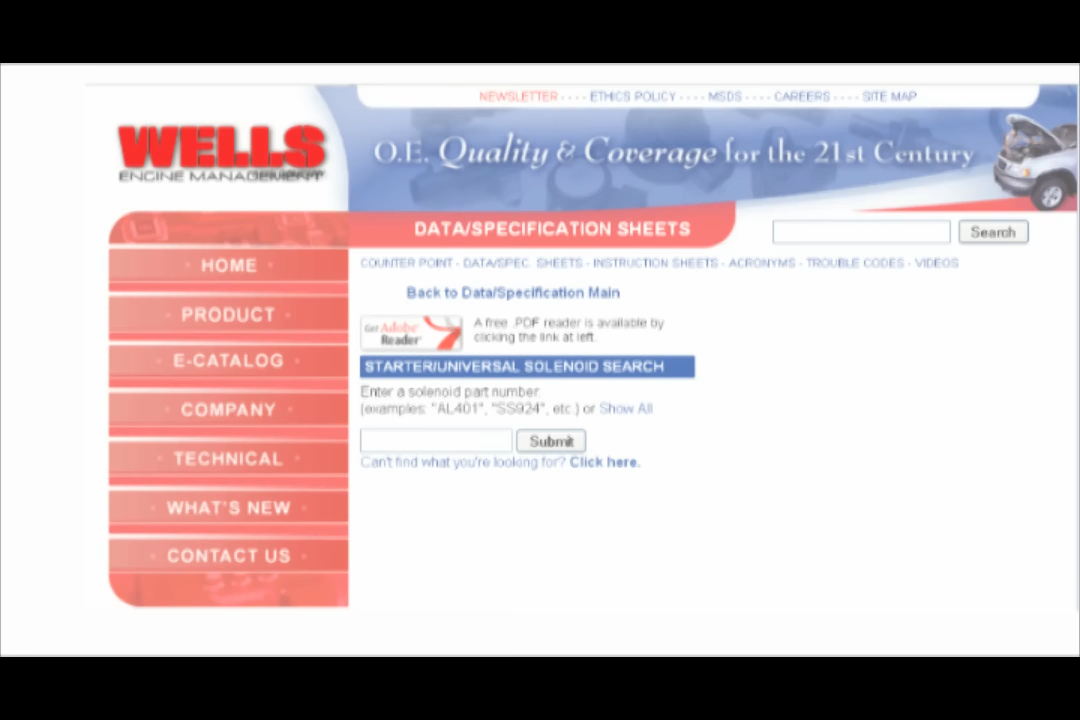 NEWSLETTER - - - - ETHICS POLICY - - - - MSDS - - - - CAREERS - - - - SITE MAP
WELLS
ENGINE MANAGEMENT
O.E. Quality & Coverage for the 21st Century
DATA/SPECIFICATION SHEETS
Search
COUNTER POINT - DATA/SPEC. SHEETS - INSTRUCTION SHEETS - ACRONYMS - TROUBLE CODES - VIDEOS
HOME
PRODUCT
E-CATALOG
COMPANY
TECHNICAL
WHAT'S NEW
CONTACT US
Back to Data/Specification Main
Get Adobe
Reader
A free .PDF reader is available by
clicking the link at left.
STARTER/UNIVERSAL SOLENOID SEARCH
Enter a solenoid part number:
(examples: "AL401", "SS924", etc.) or Show All
Submit
Can't find what you're looking for? Click here.